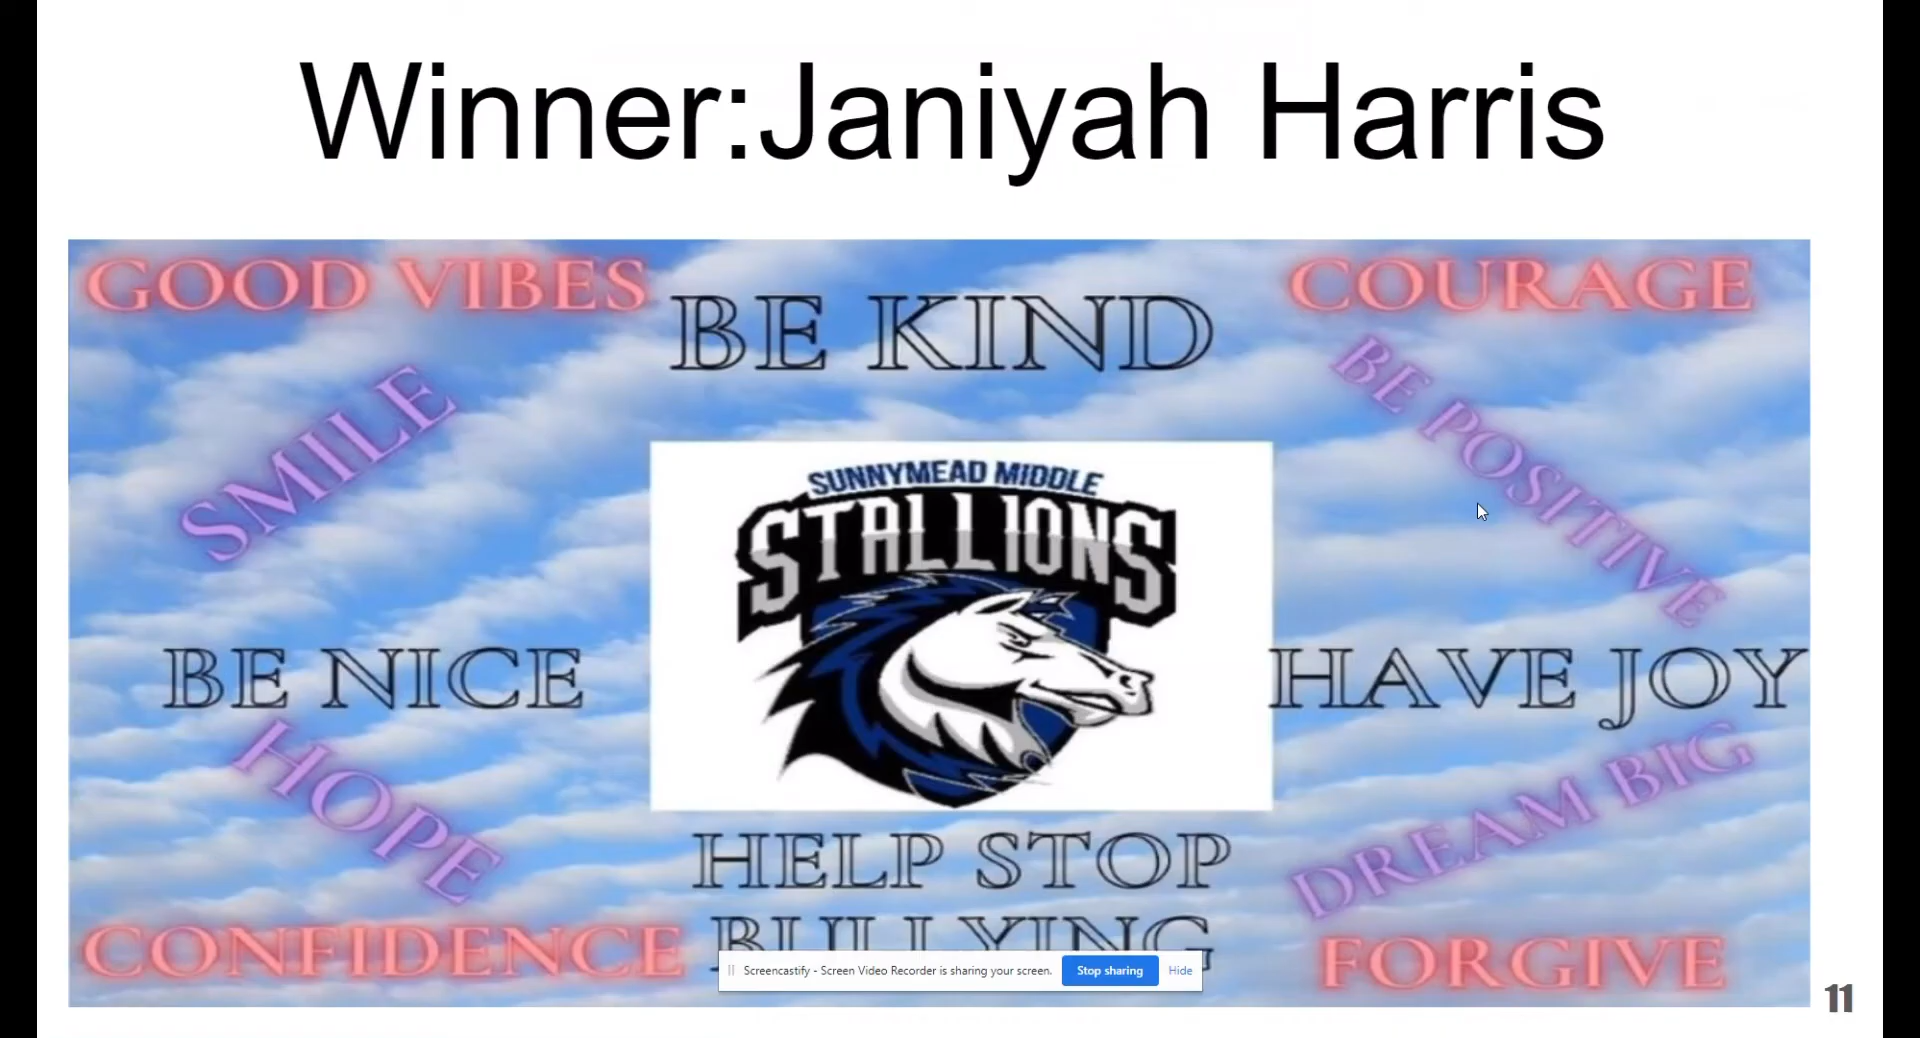 Winner:Janiyah Harris
GOOD VIBES
BE KIND
COURAGE
SMILE
BE POSITIVE
SUNNYMEAD MIDDLE
STALLIONS
BE NICE
HAVE JOY
HOPE
DREAM BIG
HELP STOP
BULLYING
CONFIDENCE
FORGIVE
Screencastify - Screen Video Recorder is sharing your screen.
Stop sharing
Hide
11